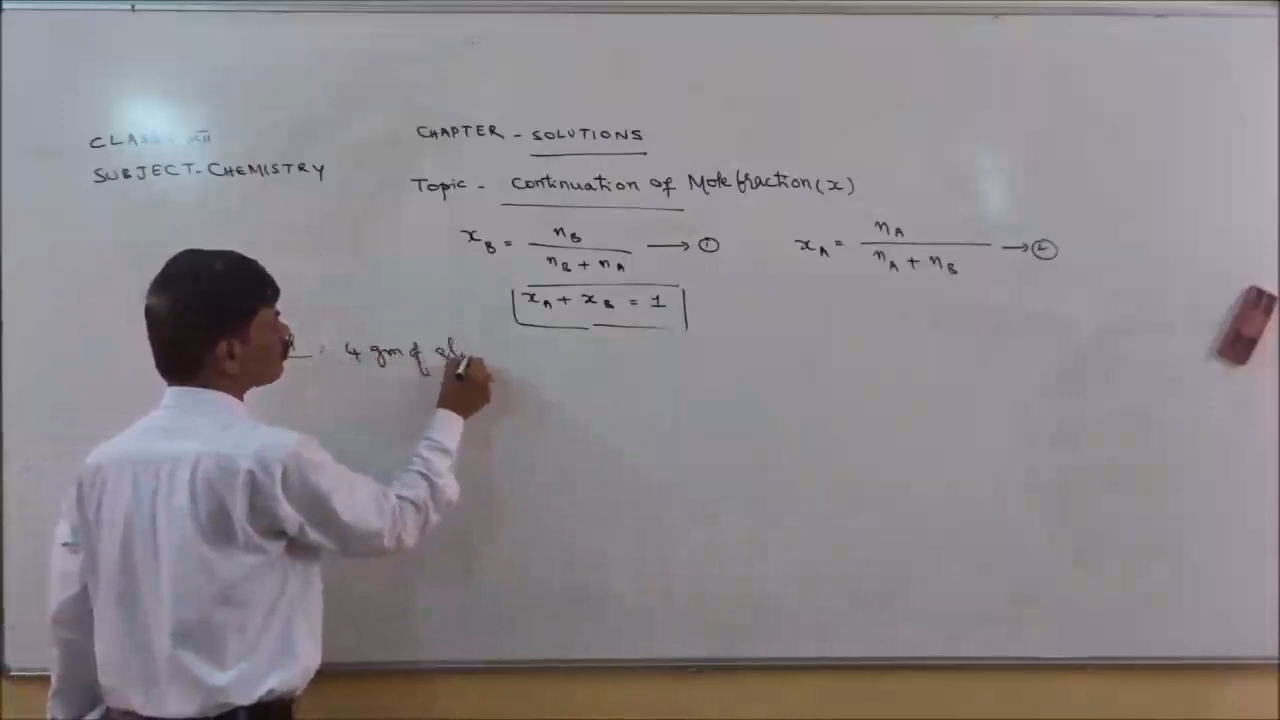 CLASS - XII
SUBJECT - CHEMISTRY
CHAPTER - SOLUTIONS
Topic - Continuation of Mole fraction (x)
x_B = n_B / (n_B + n_A) → ①
x_A = n_A / (n_A + n_B) → ②
x_A + x_B = 1
4 gm of